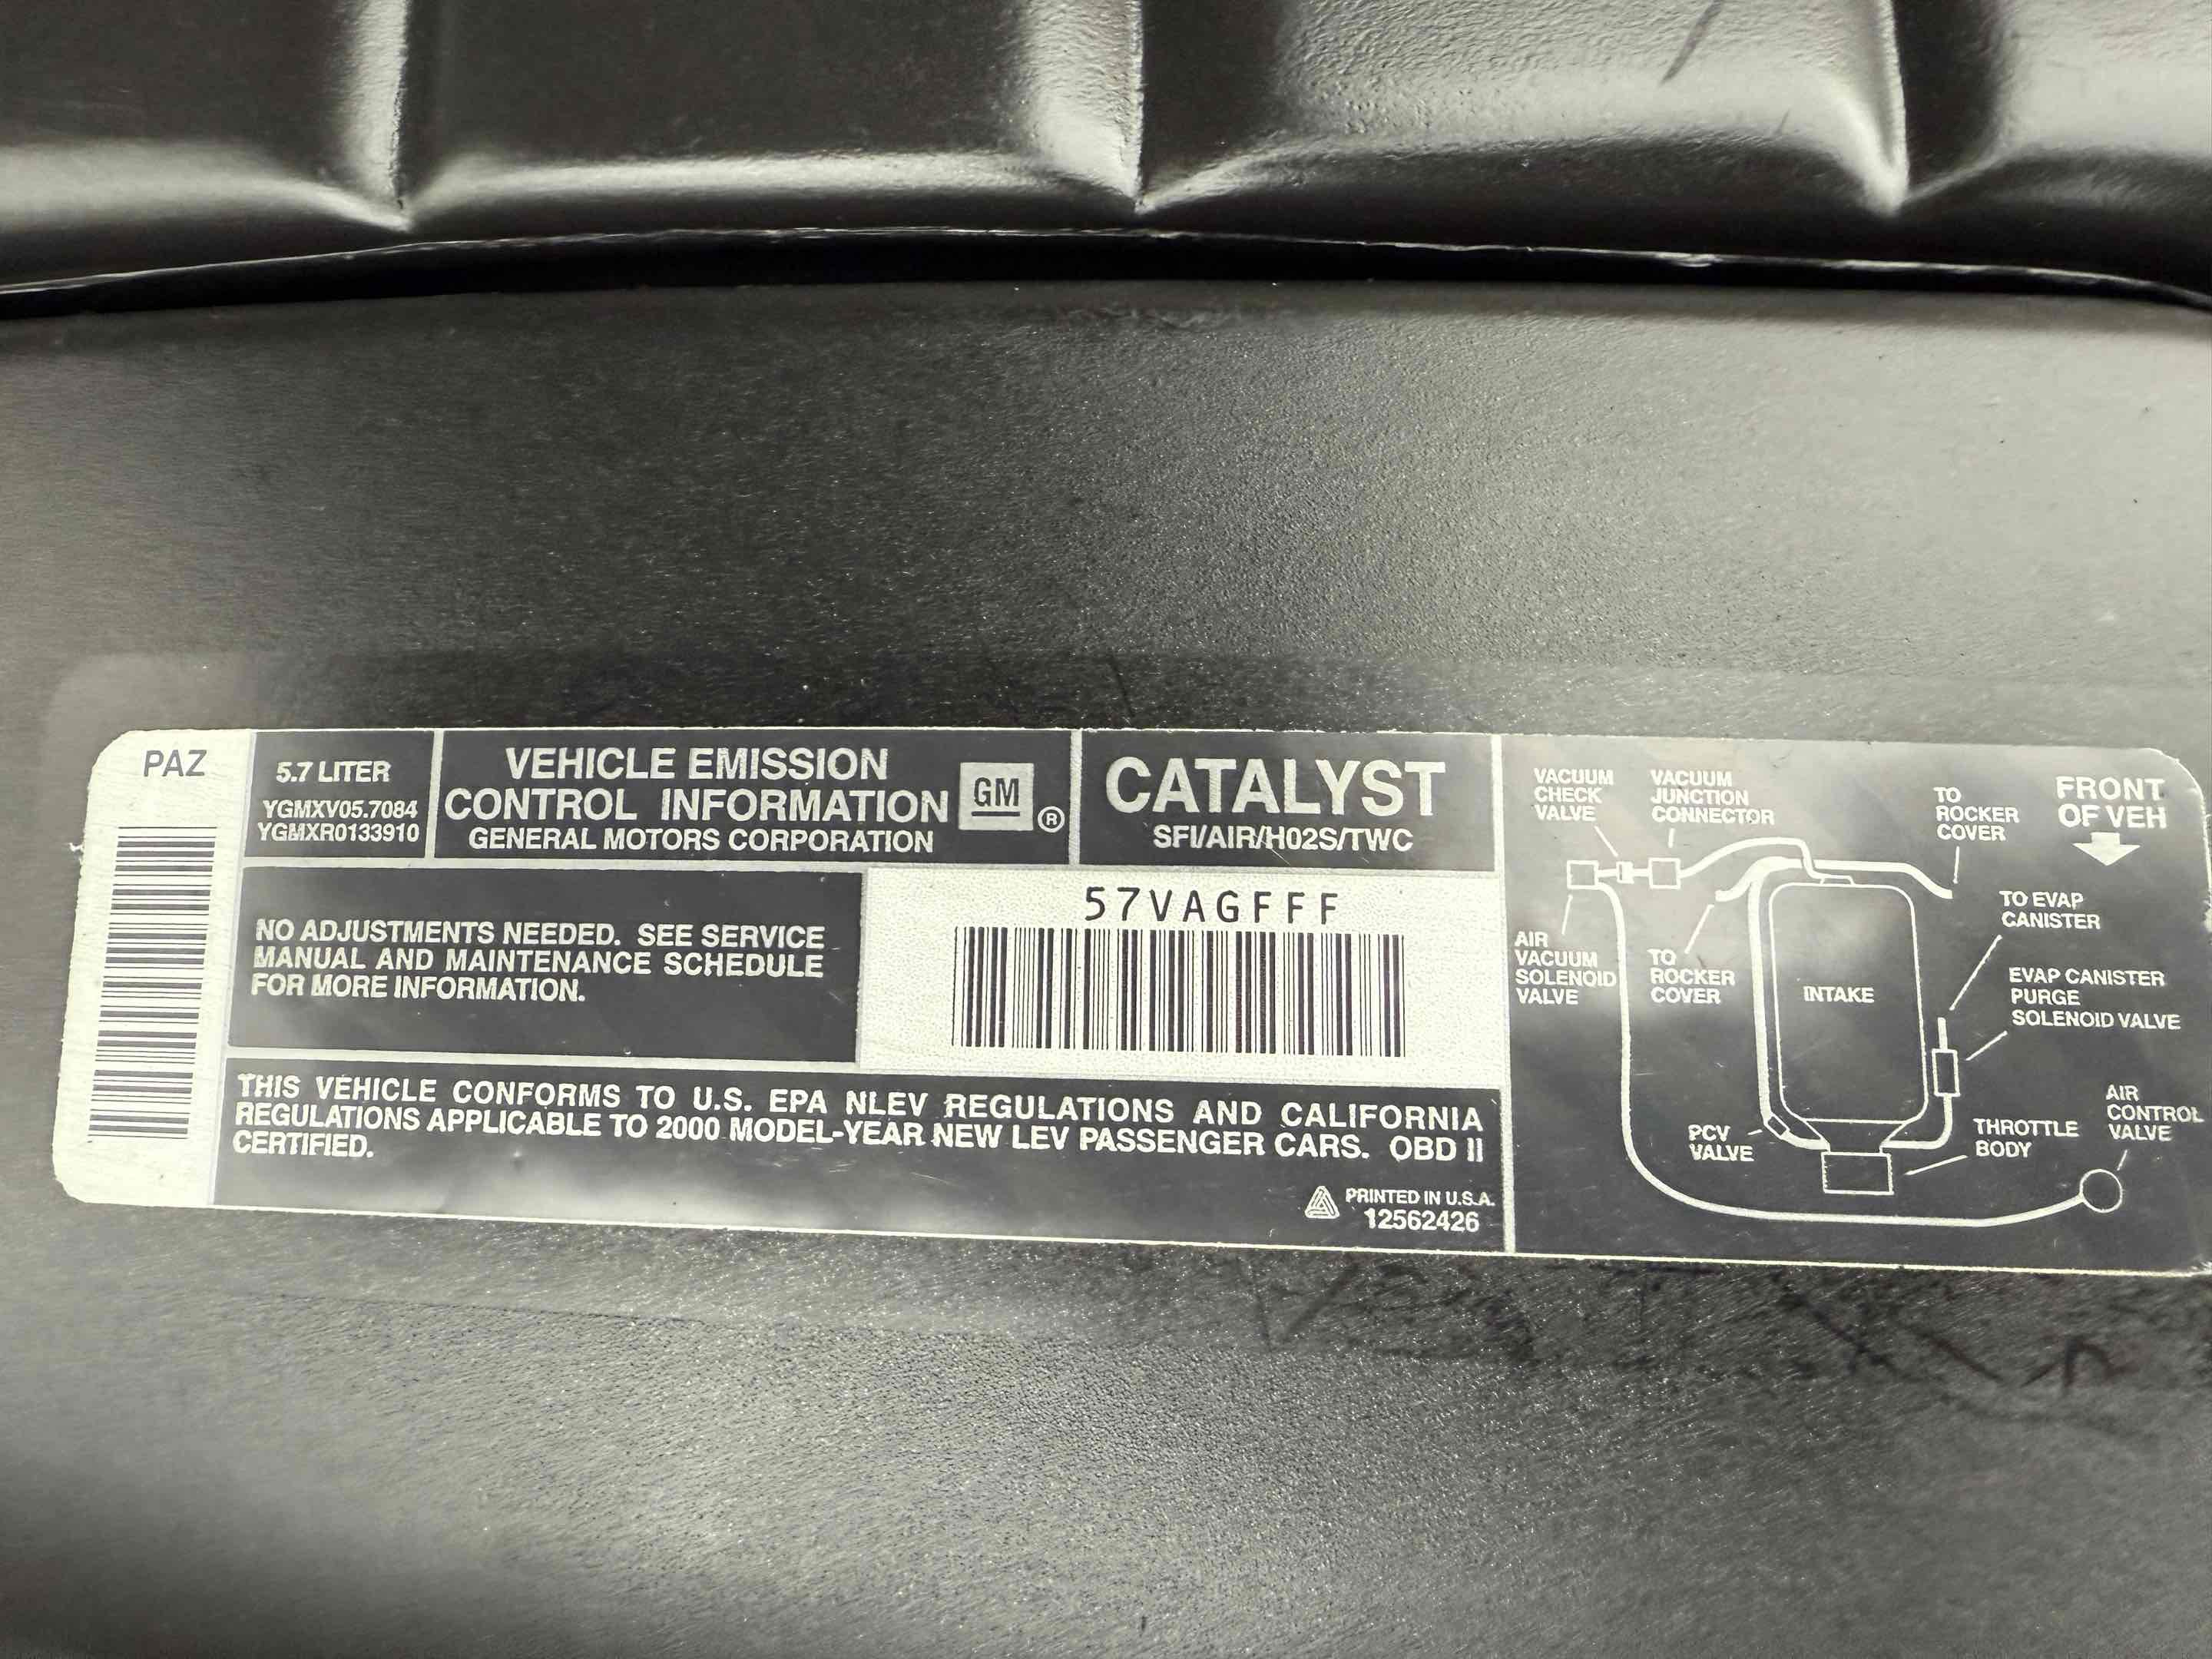 PAZ
5.7 LITER
YGMXV05.7084
YGMXR0133910
VEHICLE EMISSION
CONTROL INFORMATION
GENERAL MOTORS CORPORATION
GM
®
CATALYST
SFI/AIR/H02S/TWC
NO ADJUSTMENTS NEEDED. SEE SERVICE
MANUAL AND MAINTENANCE SCHEDULE
FOR MORE INFORMATION.
57VAGFFF
THIS VEHICLE CONFORMS TO U.S. EPA NLEV REGULATIONS AND CALIFORNIA
REGULATIONS APPLICABLE TO 2000 MODEL-YEAR NEW LEV PASSENGER CARS. OBD II
CERTIFIED.
PRINTED IN U.S.A.
12562426
VACUUM
CHECK
VALVE
VACUUM
JUNCTION
CONNECTOR
TO
ROCKER
COVER
FRONT
OF VEH
TO EVAP
CANISTER
AIR
VACUUM
SOLENOID
VALVE
TO
ROCKER
COVER
INTAKE
EVAP CANISTER
PURGE
SOLENOID VALVE
PCV
VALVE
THROTTLE
BODY
AIR
CONTROL
VALVE